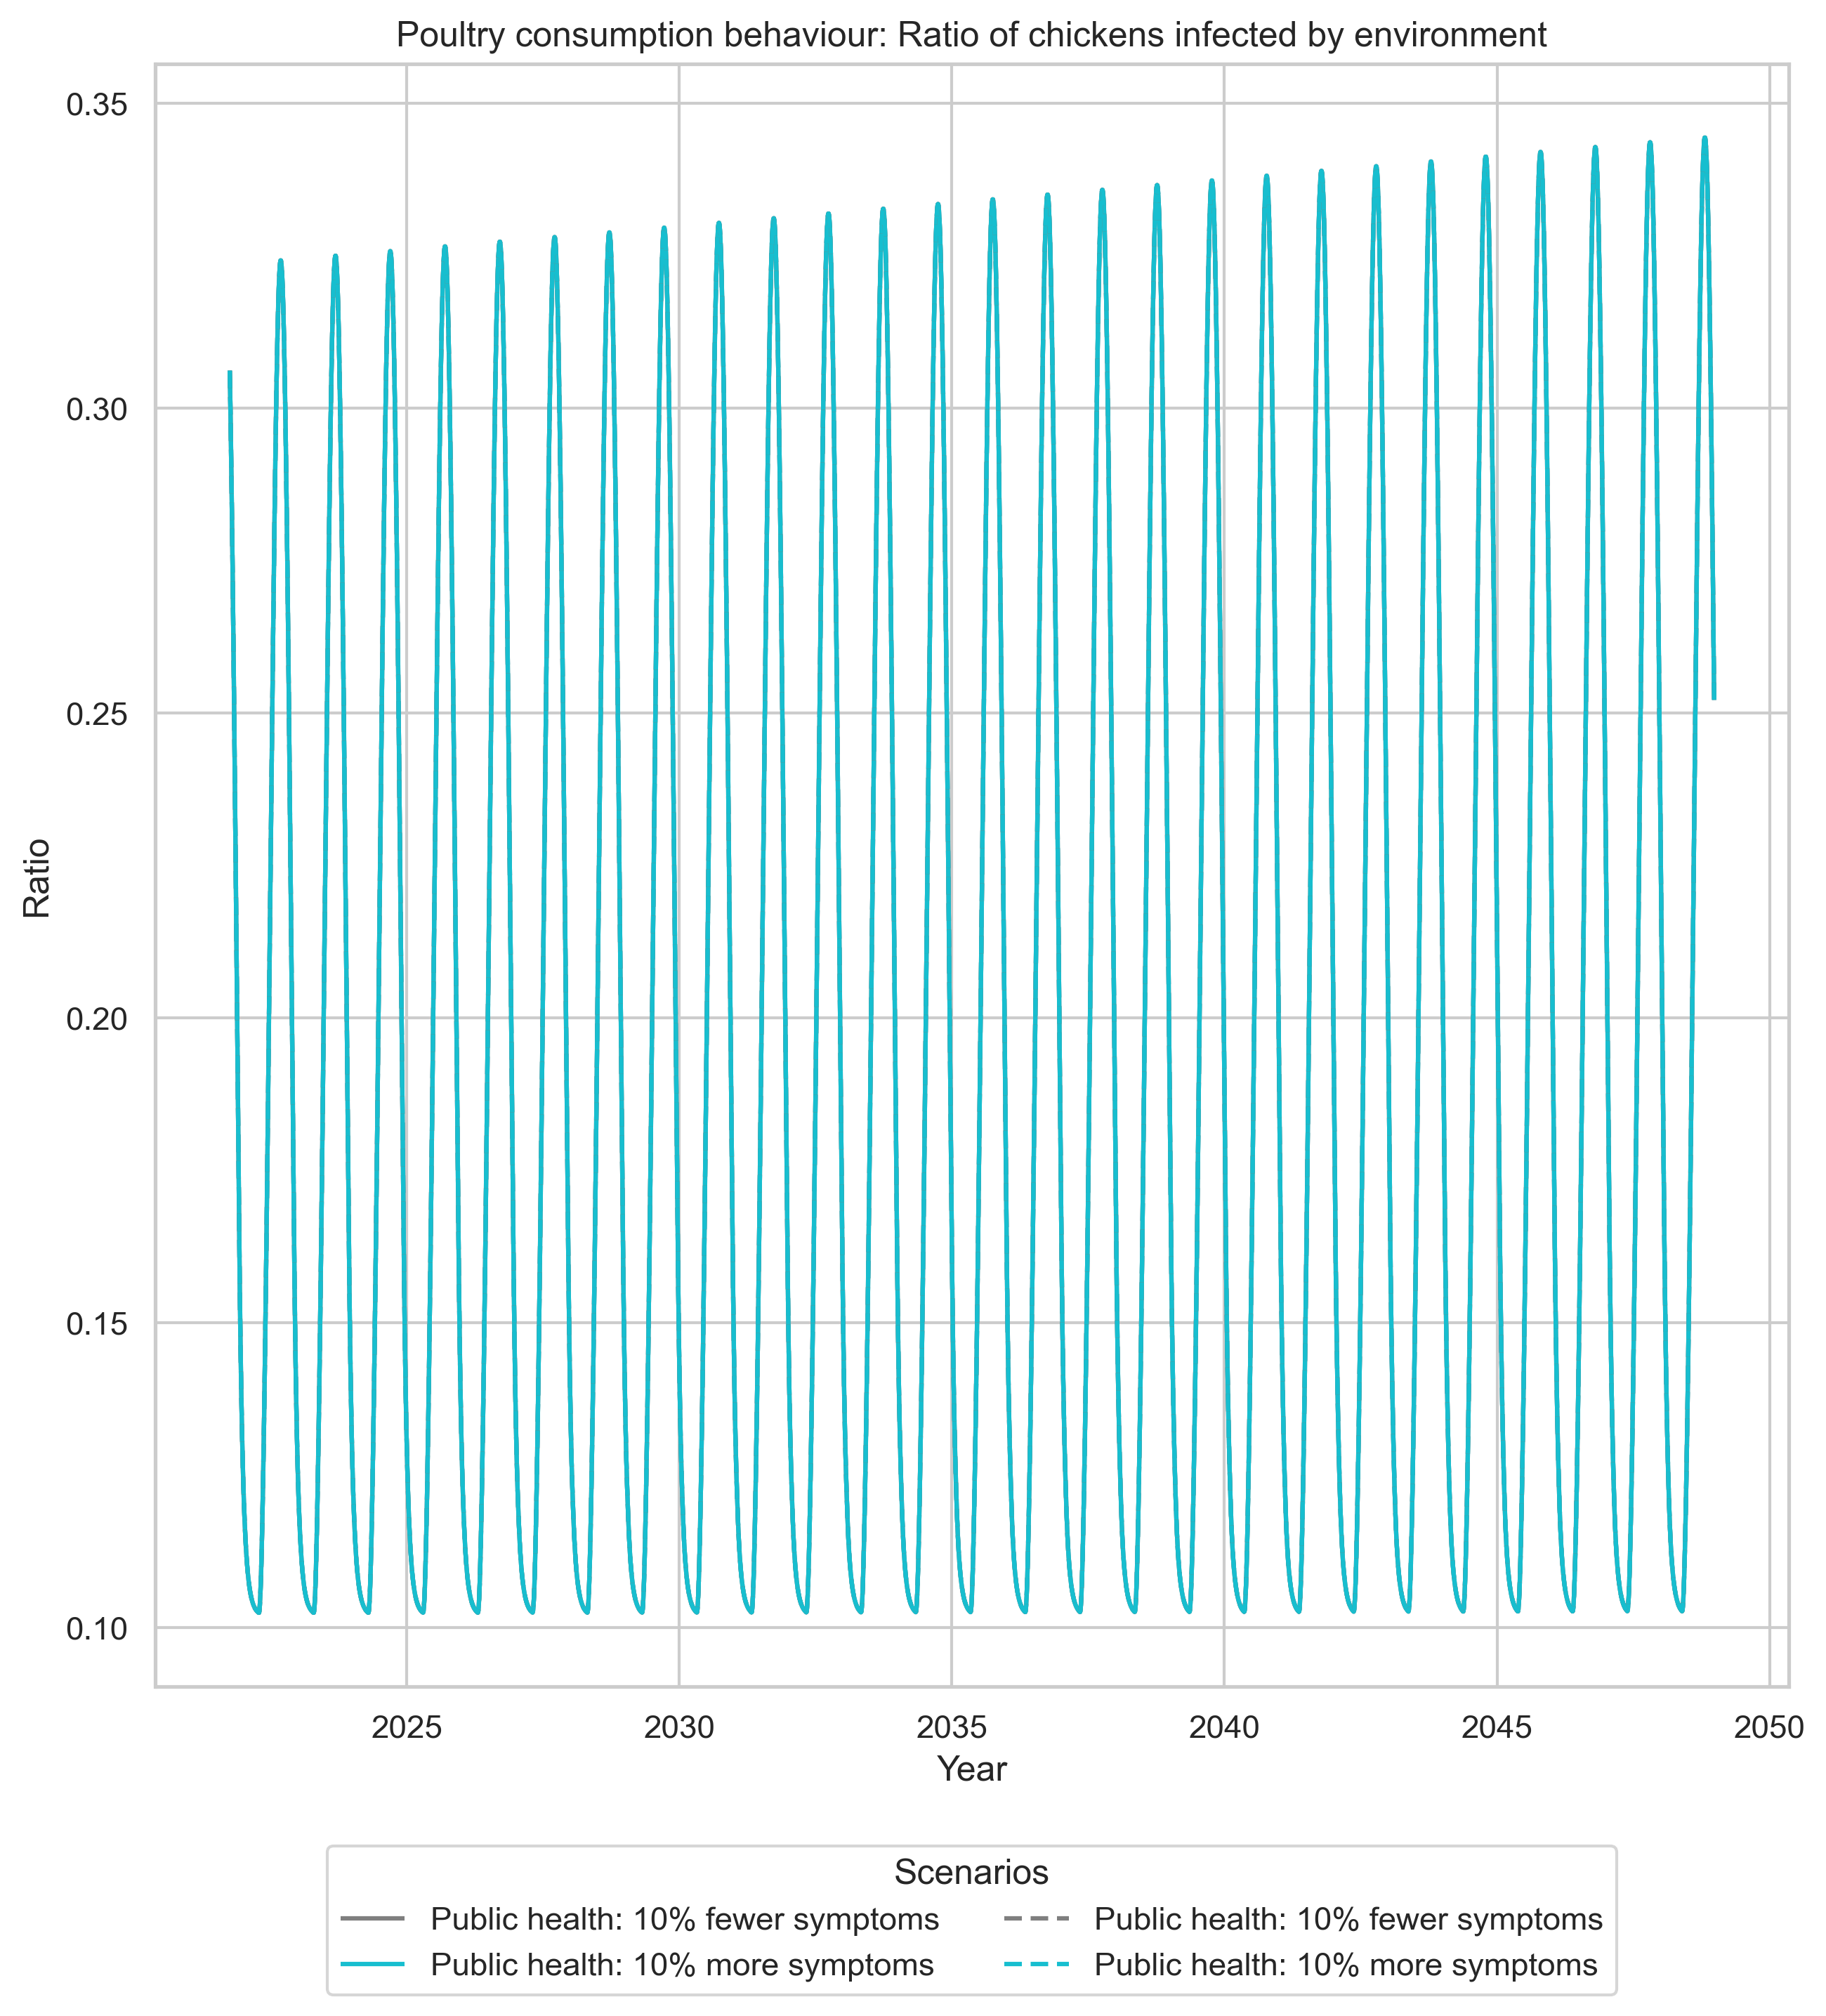 Poultry consumption behaviour: Ratio of chickens infected by environment
0.35
0.30
0.25
0.20
0.15
0.10
Ratio
2025 2030 2035 2040 2045 2050
Year
Scenarios
Public health: 10% fewer symptoms Public health: 10% fewer symptoms
Public health: 10% more symptoms Public health: 10% more symptoms